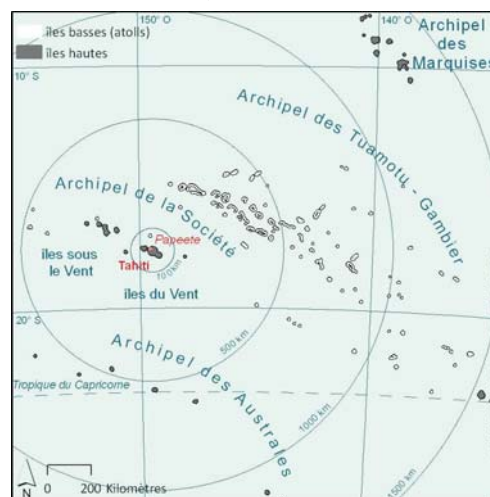 îles basses (atolls)
îles hautes
150° O
140° O
Archipel
des
Marquises
10° S
Archipel des Tuamotu - Gambier
Archipel de la Société
Papeete
îles sous
le Vent
Tahiti
100 km
îles du Vent
20° S
500 km
Archipel des Australes
Tropique du Capricorne
1000 km
1500 km
N
0 200 Kilomètres